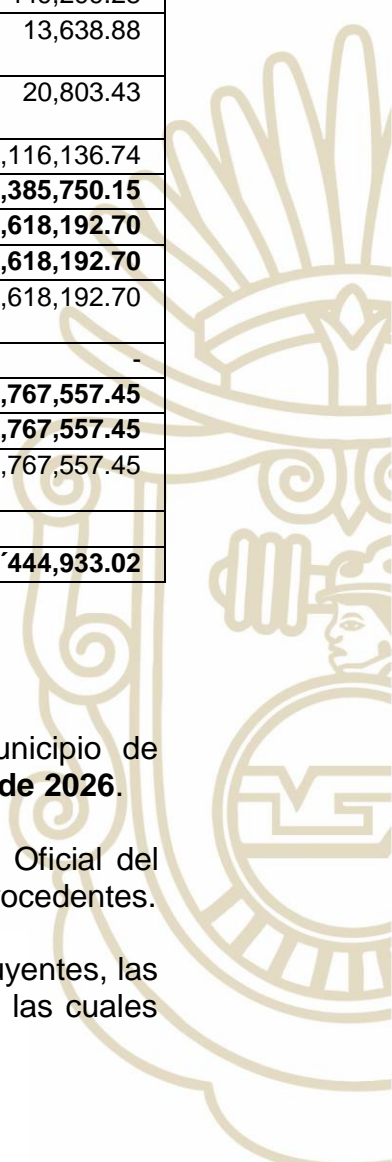 13,638.88
20,803.43
,116,136.74
,385,750.15
,618,192.70
,618,192.70
,618,192.70
-
,767,557.45
,767,557.45
,767,557.45
´444,933.02
unicipio de
de 2026.
Oficial del
rocedentes.
uyentes, las
las cuales